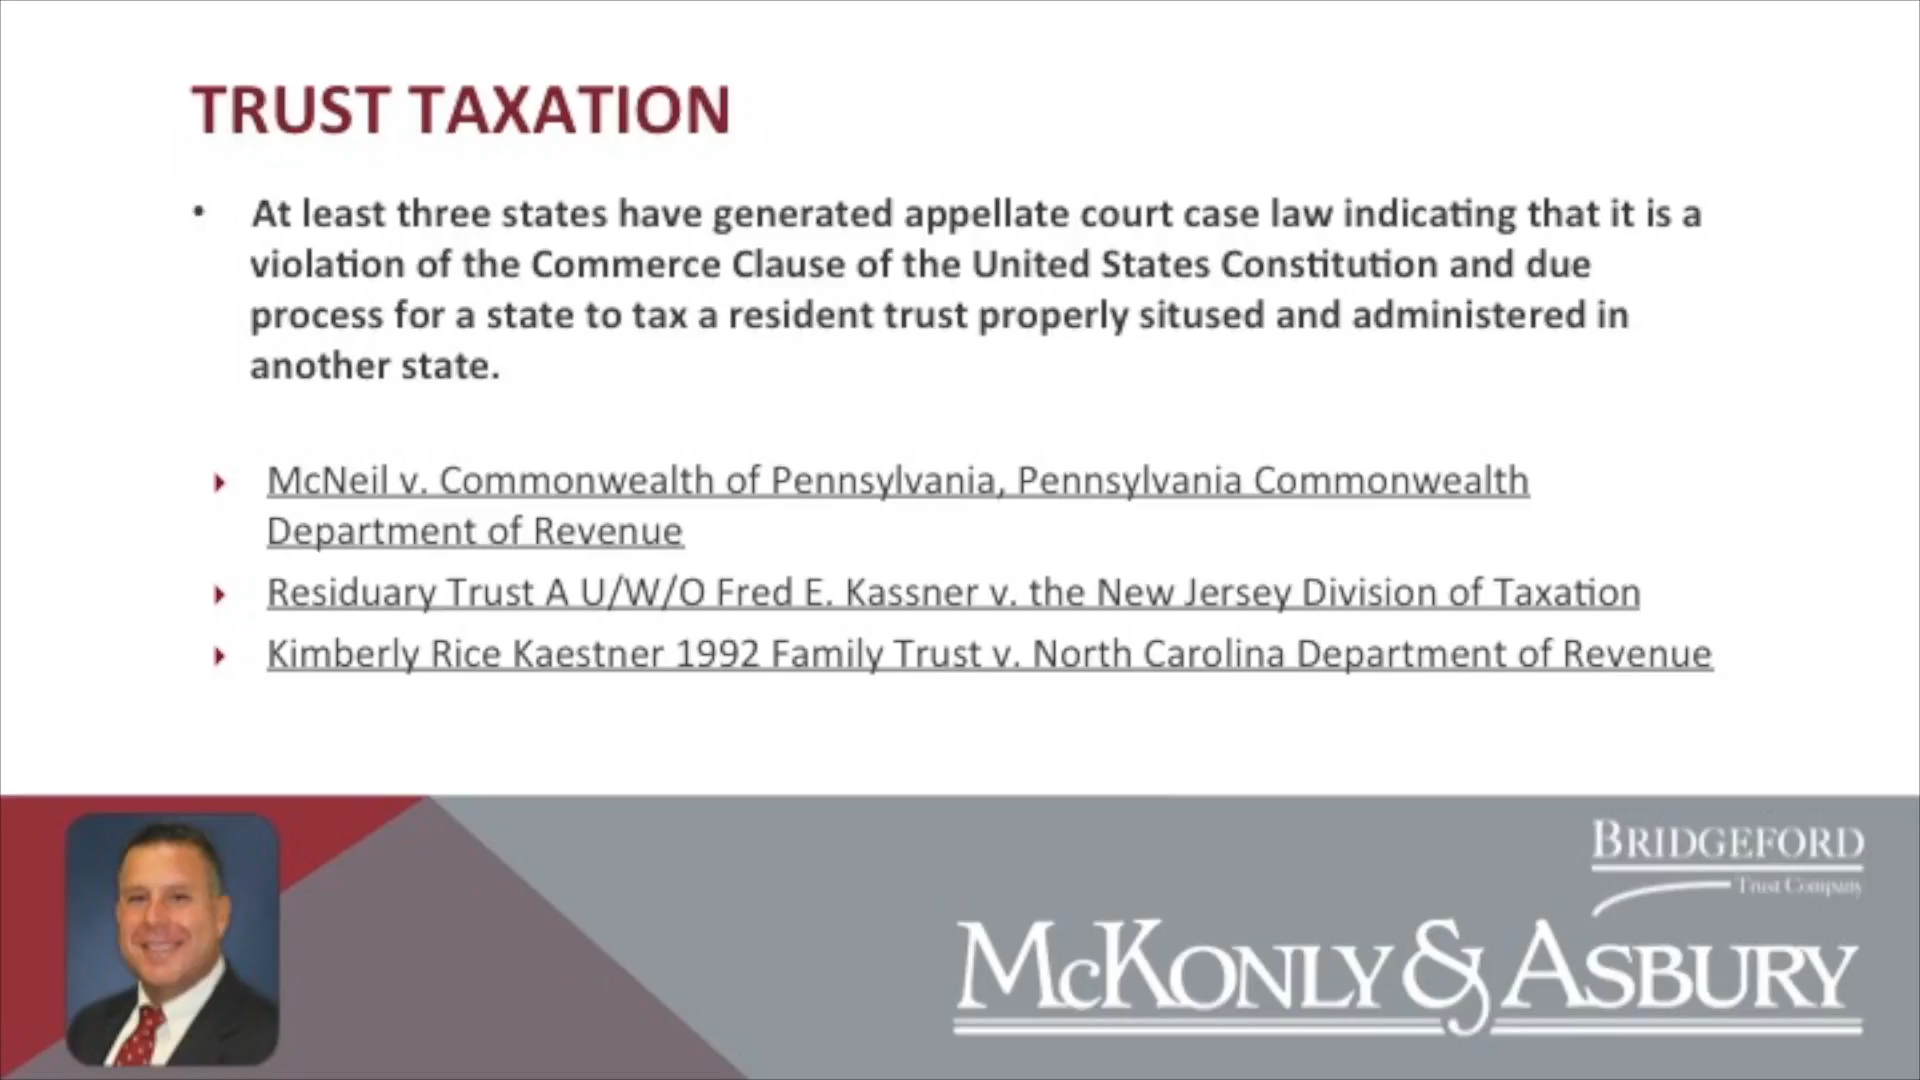 TRUST TAXATION
• At least three states have generated appellate court case law indicating that it is a
violation of the Commerce Clause of the United States Constitution and due
process for a state to tax a resident trust properly sitused and administered in
another state.
McNeil v. Commonwealth of Pennsylvania, Pennsylvania Commonwealth
Department of Revenue
Residuary Trust A U/W/O Fred E. Kassner v. the New Jersey Division of Taxation
Kimberly Rice Kaestner 1992 Family Trust v. North Carolina Department of Revenue
BRIDGEFORD
Trust Company
McKONLY & ASBURY